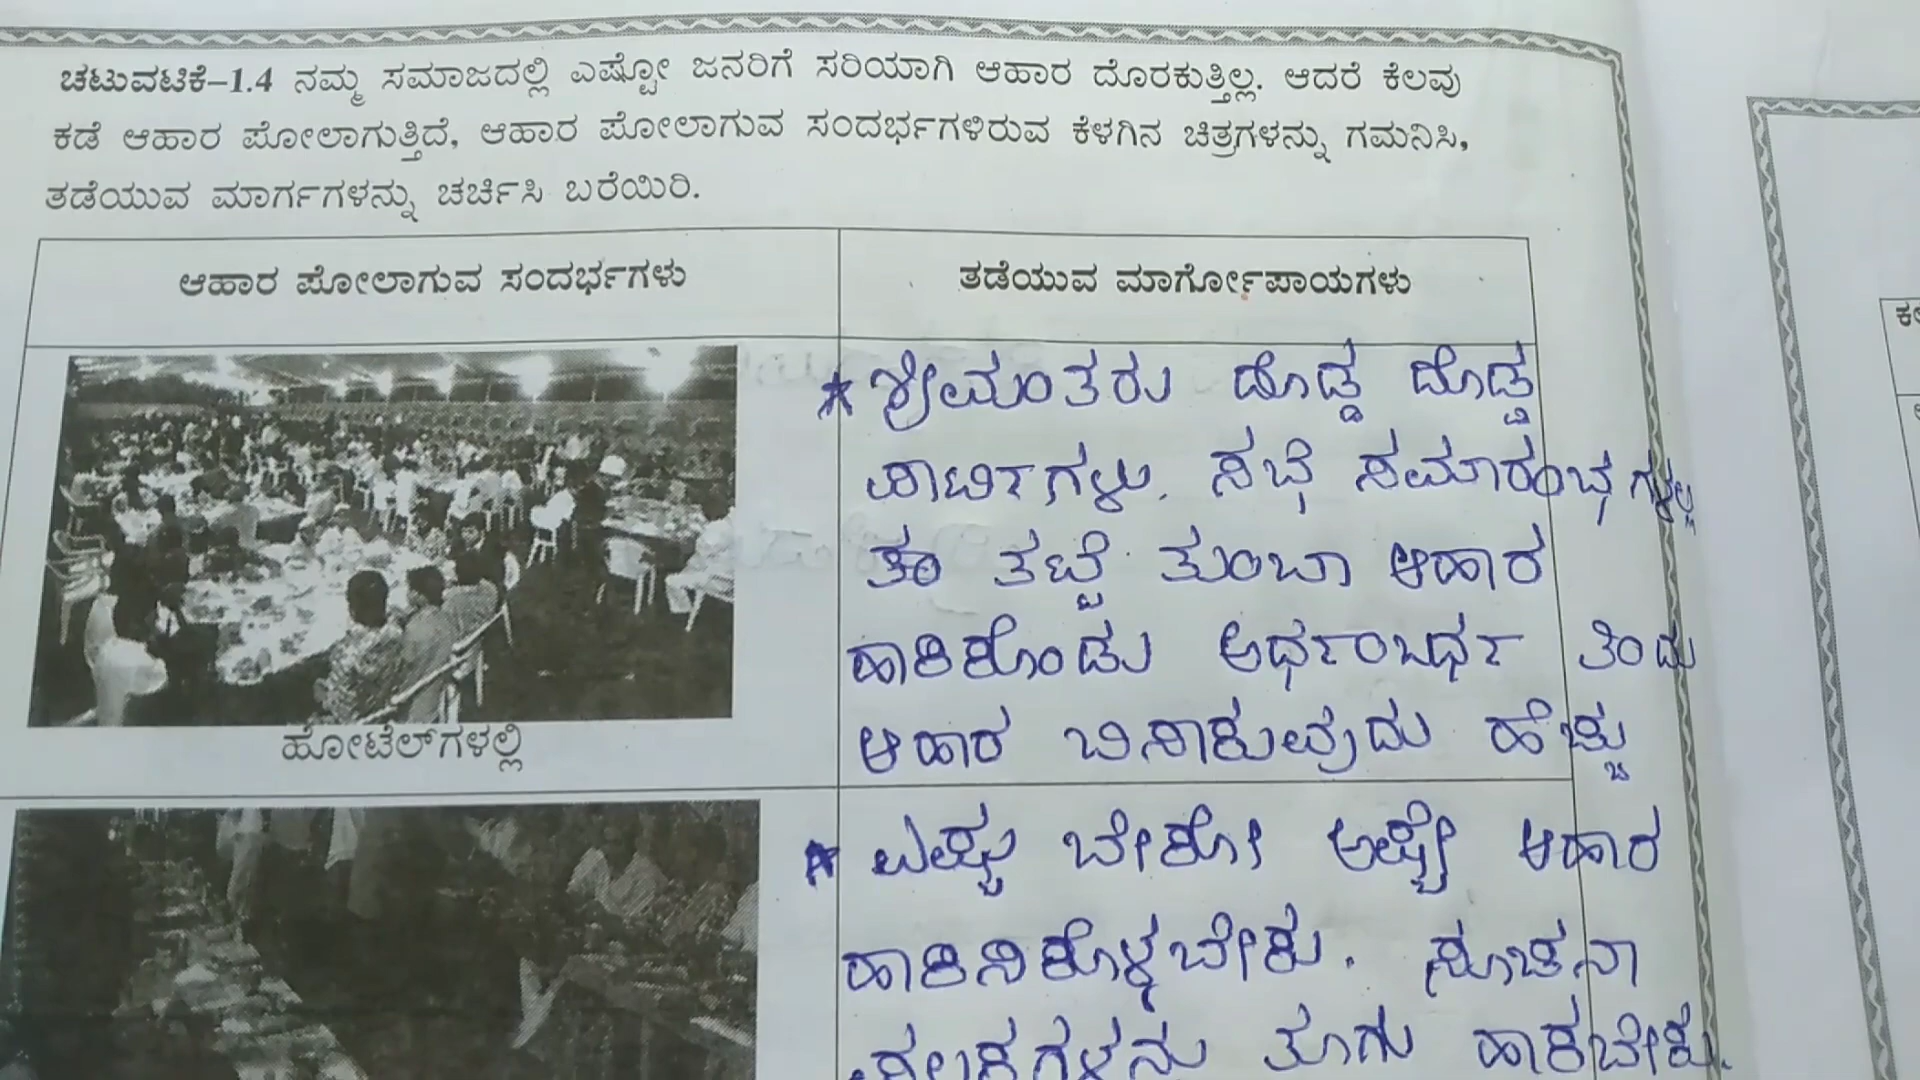 ಚಟುವಟಿಕೆ–1.4 ನಮ್ಮ ಸಮಾಜದಲ್ಲಿ ಎಷ್ಟೋ ಜನರಿಗೆ ಸರಿಯಾಗಿ ಆಹಾರ ದೊರಕುತ್ತಿಲ್ಲ. ಆದರೆ ಕೆಲವು
ಕಡೆ ಆಹಾರ ಪೋಲಾಗುತ್ತಿದೆ, ಆಹಾರ ಪೋಲಾಗುವ ಸಂದರ್ಭಗಳಿರುವ ಕೆಳಗಿನ ಚಿತ್ರಗಳನ್ನು ಗಮನಿಸಿ,
ತಡೆಯುವ ಮಾರ್ಗಗಳನ್ನು ಚರ್ಚಿಸಿ ಬರೆಯಿರಿ.
ಆಹಾರ ಪೋಲಾಗುವ ಸಂದರ್ಭಗಳು
ತಡೆಯುವ ಮಾರ್ಗೋಪಾಯಗಳು
ಹೋಟೆಲ್‌ಗಳಲ್ಲಿ
* ಶ್ರೀಮಂತರು ದೊಡ್ಡ ದೊಡ್ಡ
ಪಾರ್ಟಿಗಳು. ಸಭೆ ಸಮಾರಂಭಗಳಲ್ಲಿ
ತಟ್ಟೆ ತುಂಬಾ ಆಹಾರ
ಹಾಕಿಕೊಂಡು ಅರ್ಧಂಬರ್ಧ ತಿಂದು
ಆಹಾರ ಬಿಸಾಕುವುದು ಹೆಚ್ಚು
* ಎಷ್ಟು ಬೇಕೋ ಅಷ್ಟೇ ಆಹಾರ
ಹಾಕಿಸಿಕೊಳ್ಳಬೇಕು. ಸೂಚನಾ
ಫಲಕಗಳನು ತೂಗು ಹಾಕಬೇಕು.